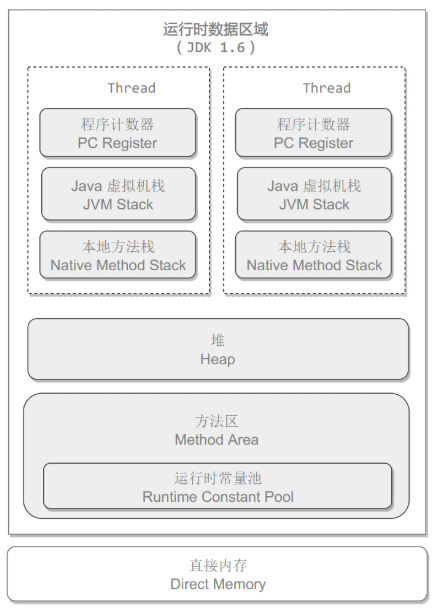 运行时数据区域
( JDK 1.6 )
Thread
程序计数器
PC Register
Java 虚拟机栈
JVM Stack
本地方法栈
Native Method Stack
Thread
程序计数器
PC Register
Java 虚拟机栈
JVM Stack
本地方法栈
Native Method Stack
堆
Heap
方法区
Method Area
运行时常量池
Runtime Constant Pool
直接内存
Direct Memory